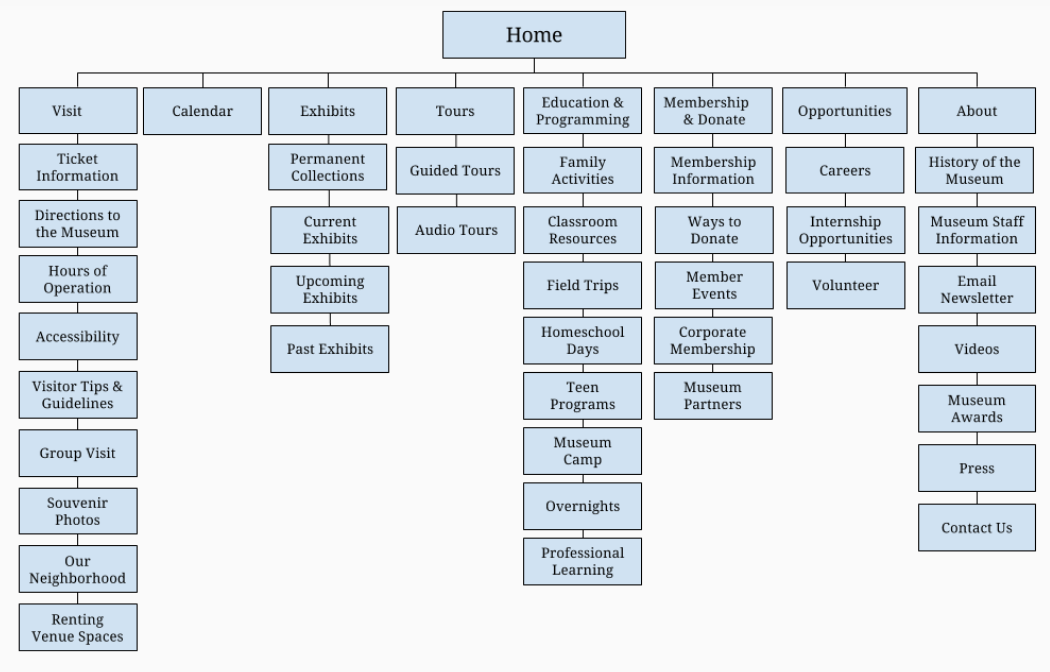 Home
Visit
Calendar
Exhibits
Tours
Education &
Programming
Membership
& Donate
Opportunities
About
Ticket
Information
Directions to
the Museum
Hours of
Operation
Accessibility
Visitor Tips &
Guidelines
Group Visit
Souvenir
Photos
Our
Neighborhood
Renting
Venue Spaces
Permanent
Collections
Current
Exhibits
Upcoming
Exhibits
Past Exhibits
Guided Tours
Audio Tours
Family
Activities
Classroom
Resources
Field Trips
Homeschool
Days
Teen
Programs
Museum
Camp
Overnights
Professional
Learning
Membership
Information
Ways to
Donate
Member
Events
Corporate
Membership
Museum
Partners
Careers
Internship
Opportunities
Volunteer
History of the
Museum
Museum Staff
Information
Email
Newsletter
Videos
Museum
Awards
Press
Contact Us